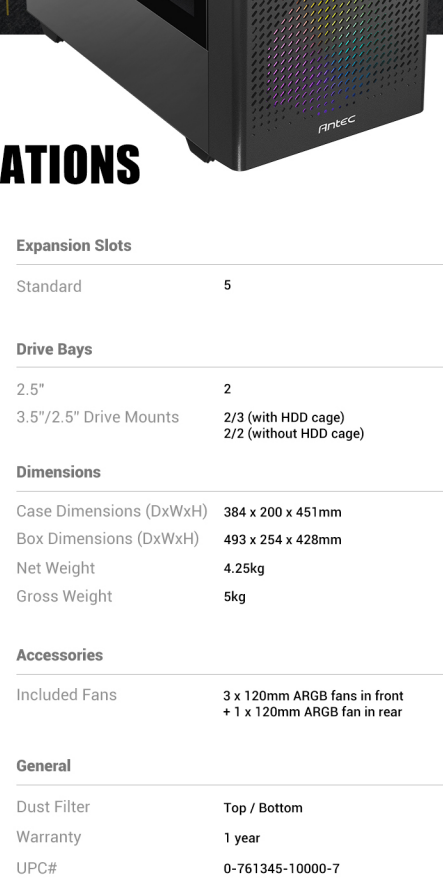 Antec
ATIONS
Expansion Slots
Standard 5
Drive Bays
2.5" 2
3.5"/2.5" Drive Mounts 2/3 (with HDD cage)
2/2 (without HDD cage)
Dimensions
Case Dimensions (DxWxH) 384 x 200 x 451mm
Box Dimensions (DxWxH) 493 x 254 x 428mm
Net Weight 4.25kg
Gross Weight 5kg
Accessories
Included Fans 3 x 120mm ARGB fans in front
+ 1 x 120mm ARGB fan in rear
General
Dust Filter Top / Bottom
Warranty 1 year
UPC# 0-761345-10000-7